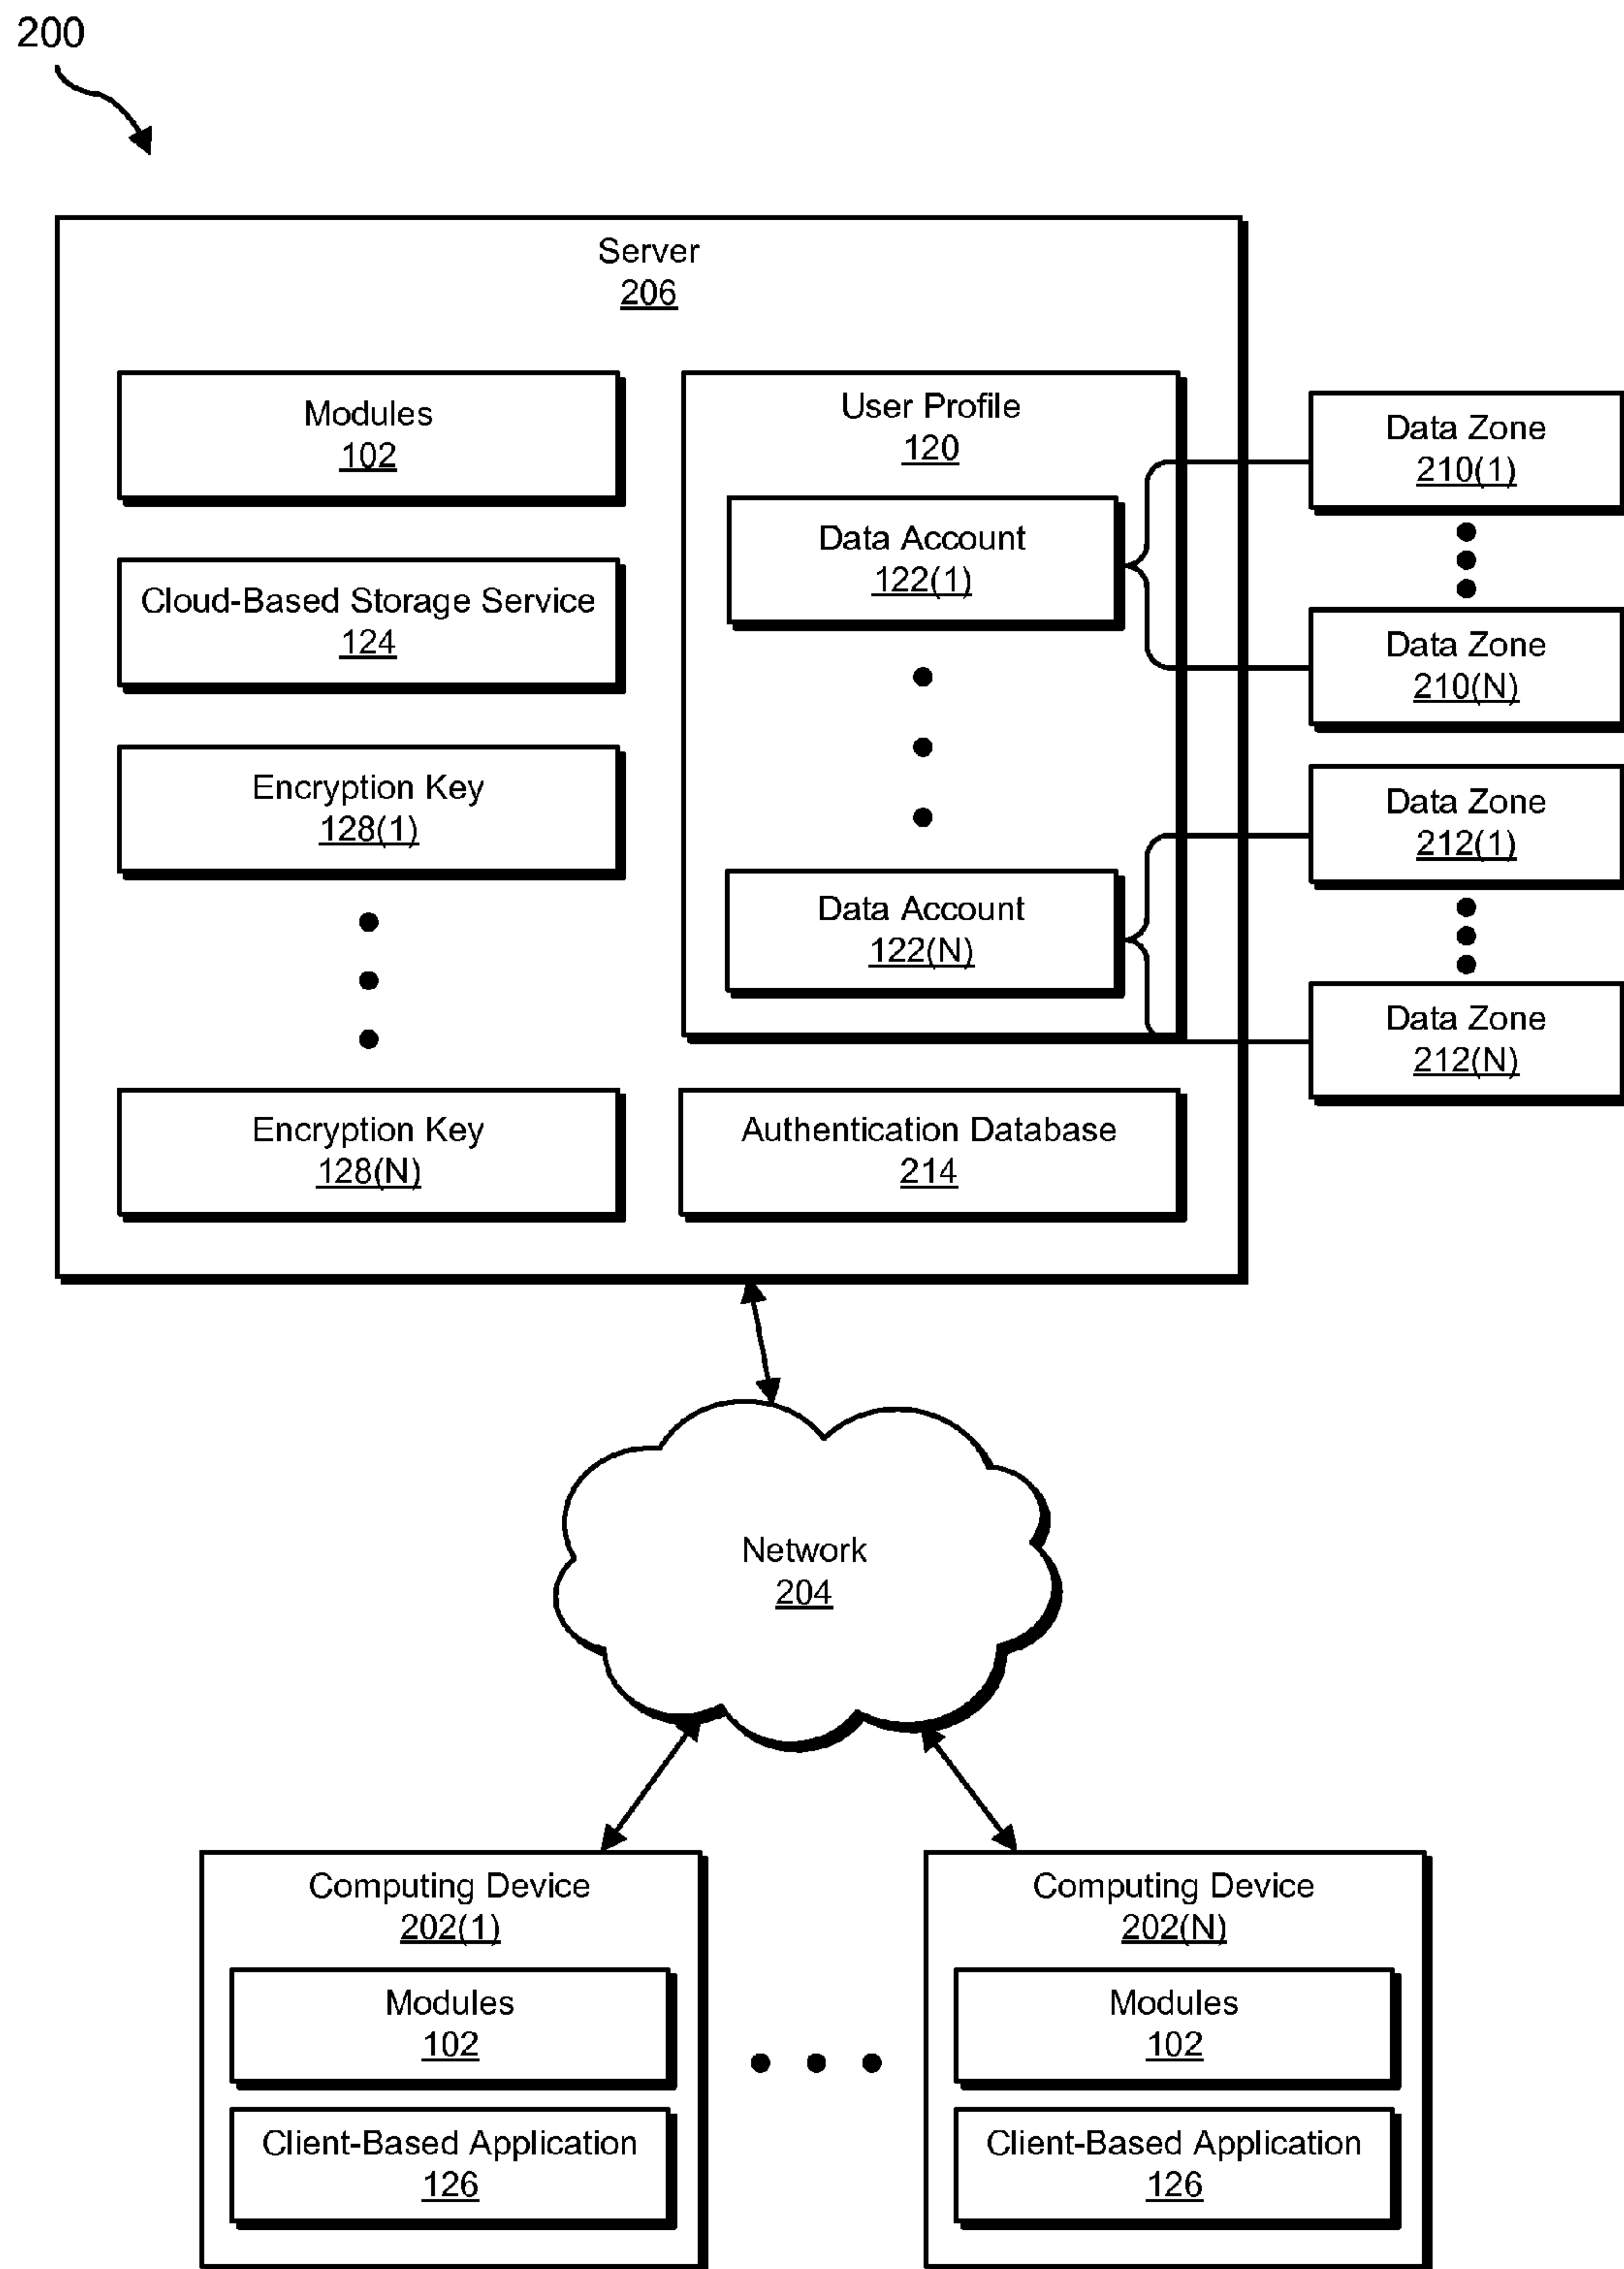 200
Server
206
Modules
102
Cloud-Based Storage Service
124
Encryption Key
128(1)
Encryption Key
128(N)
User Profile
120
Data Account
122(1)
Data Account
122(N)
Authentication Database
214
Data Zone
210(1)
Data Zone
210(N)
Data Zone
212(1)
Data Zone
212(N)
Network
204
Computing Device
202(1)
Modules
102
Client-Based Application
126
Computing Device
202(N)
Modules
102
Client-Based Application
126